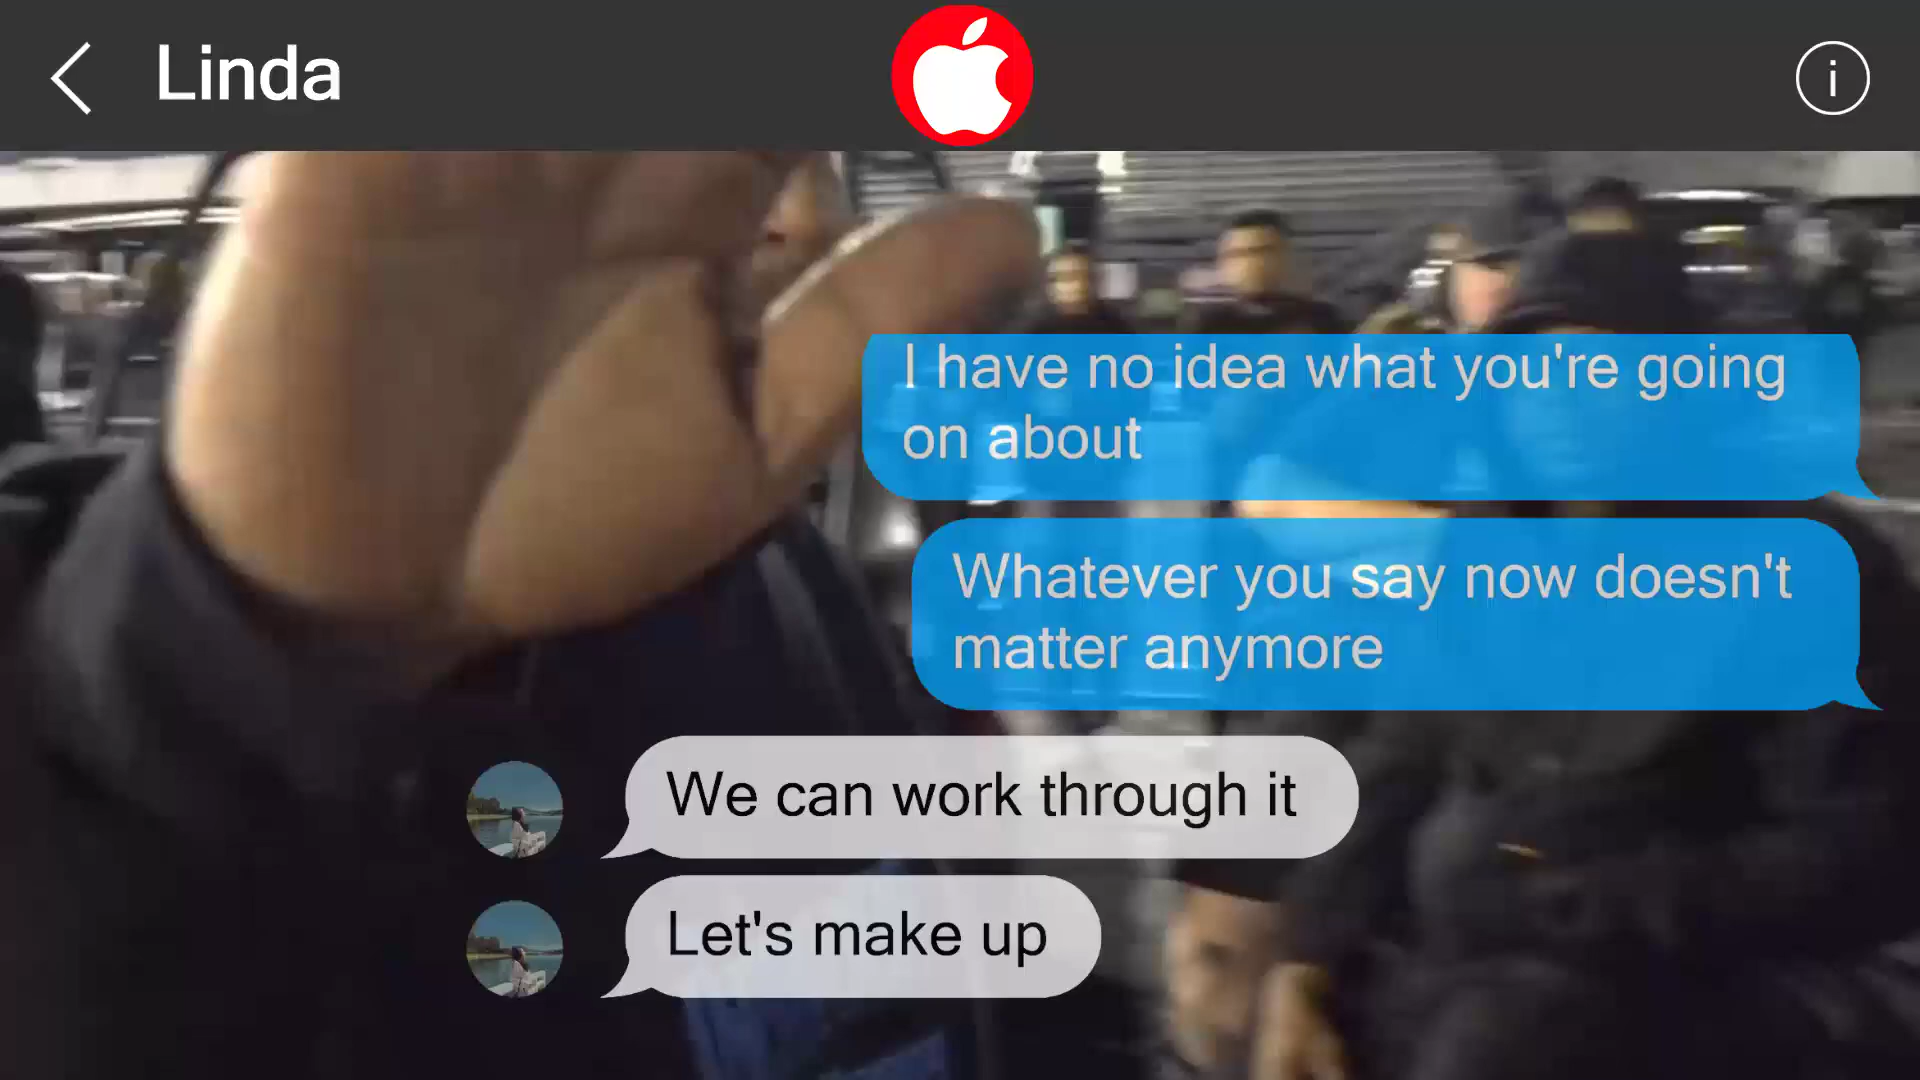 Linda
i
I have no idea what you're going
on about
Whatever you say now doesn't
matter anymore
We can work through it
Let's make up